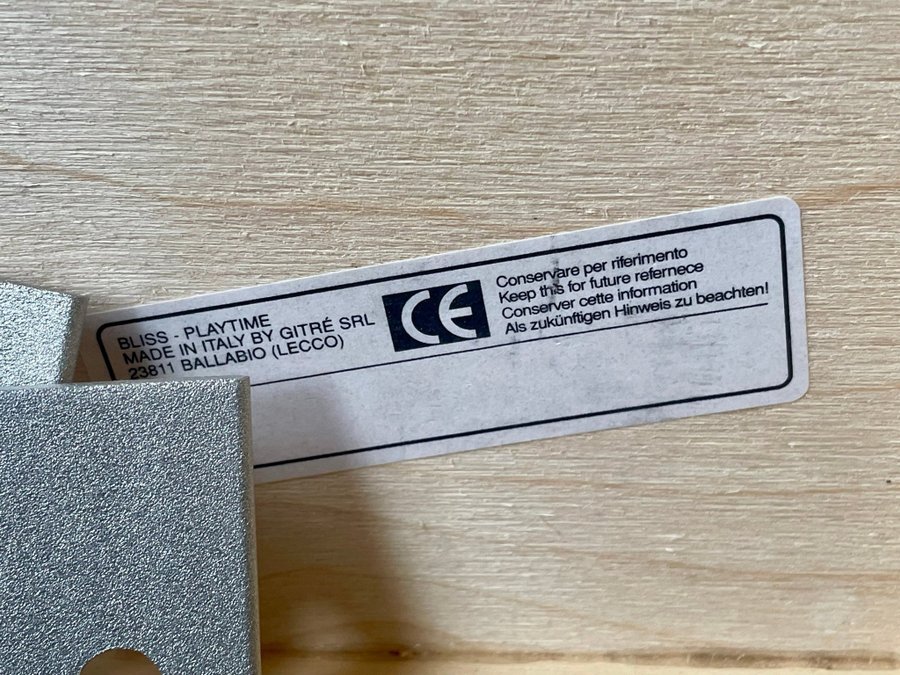 BLISS - PLAYTIME
MADE IN ITALY BY GITRÉ SRL
23811 BALLABIO (LECCO)
CE
Conservare per riferimento
Keep this for future refernece
Conserver cette information
Als zukünftigen Hinweis zu beachten!